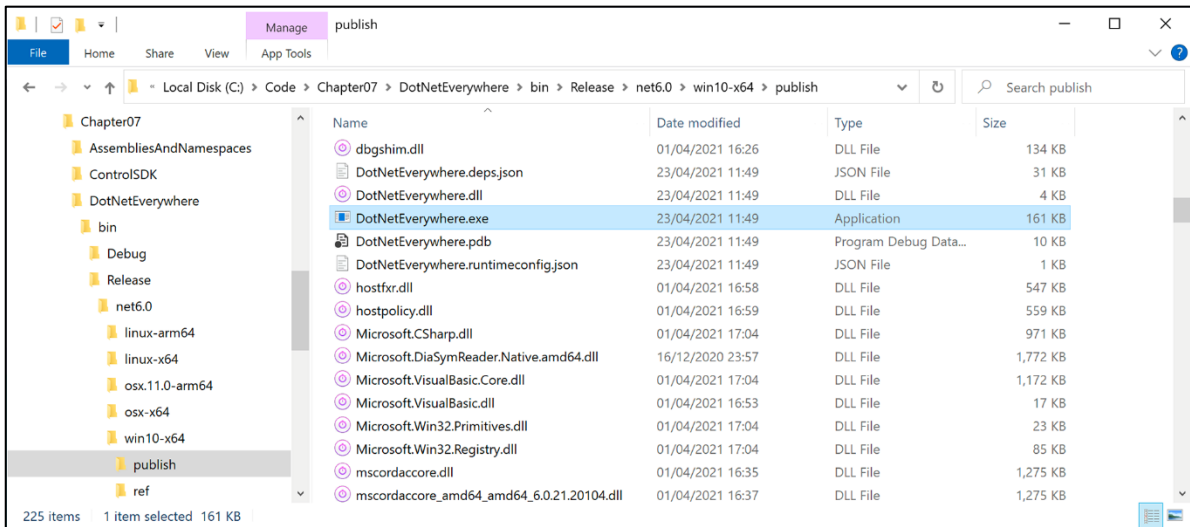 Manage publish
File Home Share View App Tools
Local Disk (C:) > Code > Chapter07 > DotNetEverywhere > bin > Release > net6.0 > win10-x64 > publish Search publish
Chapter07
AssembliesAndNamespaces
ControlSDK
DotNetEverywhere
bin
Debug
Release
net6.0
linux-arm64
linux-x64
osx.11.0-arm64
osx-x64
win10-x64
publish
ref
Name Date modified Type Size
dbgshim.dll 01/04/2021 16:26 DLL File 134 KB
DotNetEverywhere.deps.json 23/04/2021 11:49 JSON File 31 KB
DotNetEverywhere.dll 23/04/2021 11:49 DLL File 4 KB
DotNetEverywhere.exe 23/04/2021 11:49 Application 161 KB
DotNetEverywhere.pdb 23/04/2021 11:49 Program Debug Data... 10 KB
DotNetEverywhere.runtimeconfig.json 23/04/2021 11:49 JSON File 1 KB
hostfxr.dll 01/04/2021 16:58 DLL File 547 KB
hostpolicy.dll 01/04/2021 16:59 DLL File 559 KB
Microsoft.CSharp.dll 01/04/2021 17:04 DLL File 971 KB
Microsoft.DiaSymReader.Native.amd64.dll 16/12/2020 23:57 DLL File 1,772 KB
Microsoft.VisualBasic.Core.dll 01/04/2021 17:04 DLL File 1,172 KB
Microsoft.VisualBasic.dll 01/04/2021 16:53 DLL File 17 KB
Microsoft.Win32.Primitives.dll 01/04/2021 17:04 DLL File 23 KB
Microsoft.Win32.Registry.dll 01/04/2021 17:04 DLL File 85 KB
mscordaccore.dll 01/04/2021 16:35 DLL File 1,275 KB
mscordaccore_amd64_amd64_6.0.21.20104.dll 01/04/2021 16:37 DLL File 1,275 KB
225 items 1 item selected 161 KB